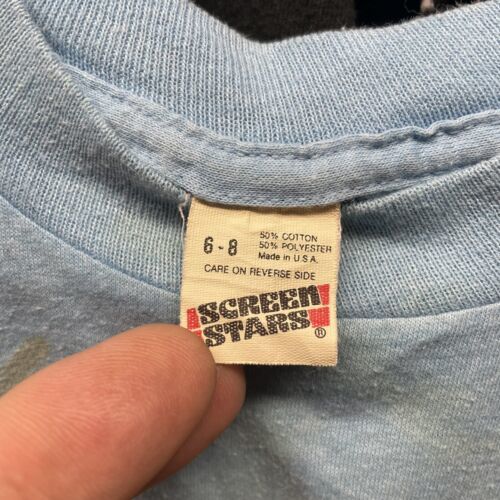 6-8
50% COTTON
50% POLYESTER
Made in U.S.A.
CARE ON REVERSE SIDE
SCREEN
STARS
®